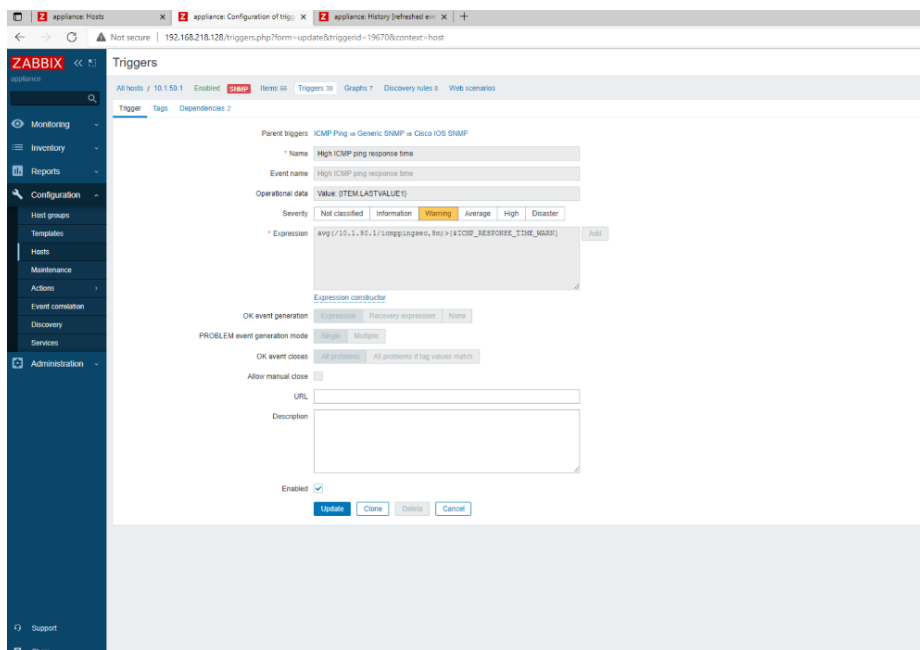 appliance: Hosts
appliance: Configuration of trigg
appliance: History [refreshed eve
Not secure | 192.168.218.128/triggers.php?form=update&triggerid=19670&context=host
ZABBIX
appliance
Monitoring
Inventory
Reports
Configuration
Host groups
Templates
Hosts
Maintenance
Actions
Event correlation
Discovery
Services
Administration
Support
Triggers
All hosts / 10.1.50.1 Enabled SNMP Items 66 Triggers 38 Graphs 7 Discovery rules 8 Web scenarios
Trigger Tags Dependencies 2
Parent triggers ICMP Ping ⇒ Generic SNMP ⇒ Cisco IOS SNMP
* Name High ICMP ping response time
Event name High ICMP ping response time
Operational data Value: {ITEM.LASTVALUE1}
Severity Not classified Information Warning Average High Disaster
* Expression avg(/10.1.50.1/icmppingsec,5m)>{$ICMP_RESPONSE_TIME_WARN} Add
Expression constructor
OK event generation Expression Recovery expression None
PROBLEM event generation mode Single Multiple
OK event closes All problems All problems if tag values match
Allow manual close
URL
Description
Enabled
Update Clone Delete Cancel